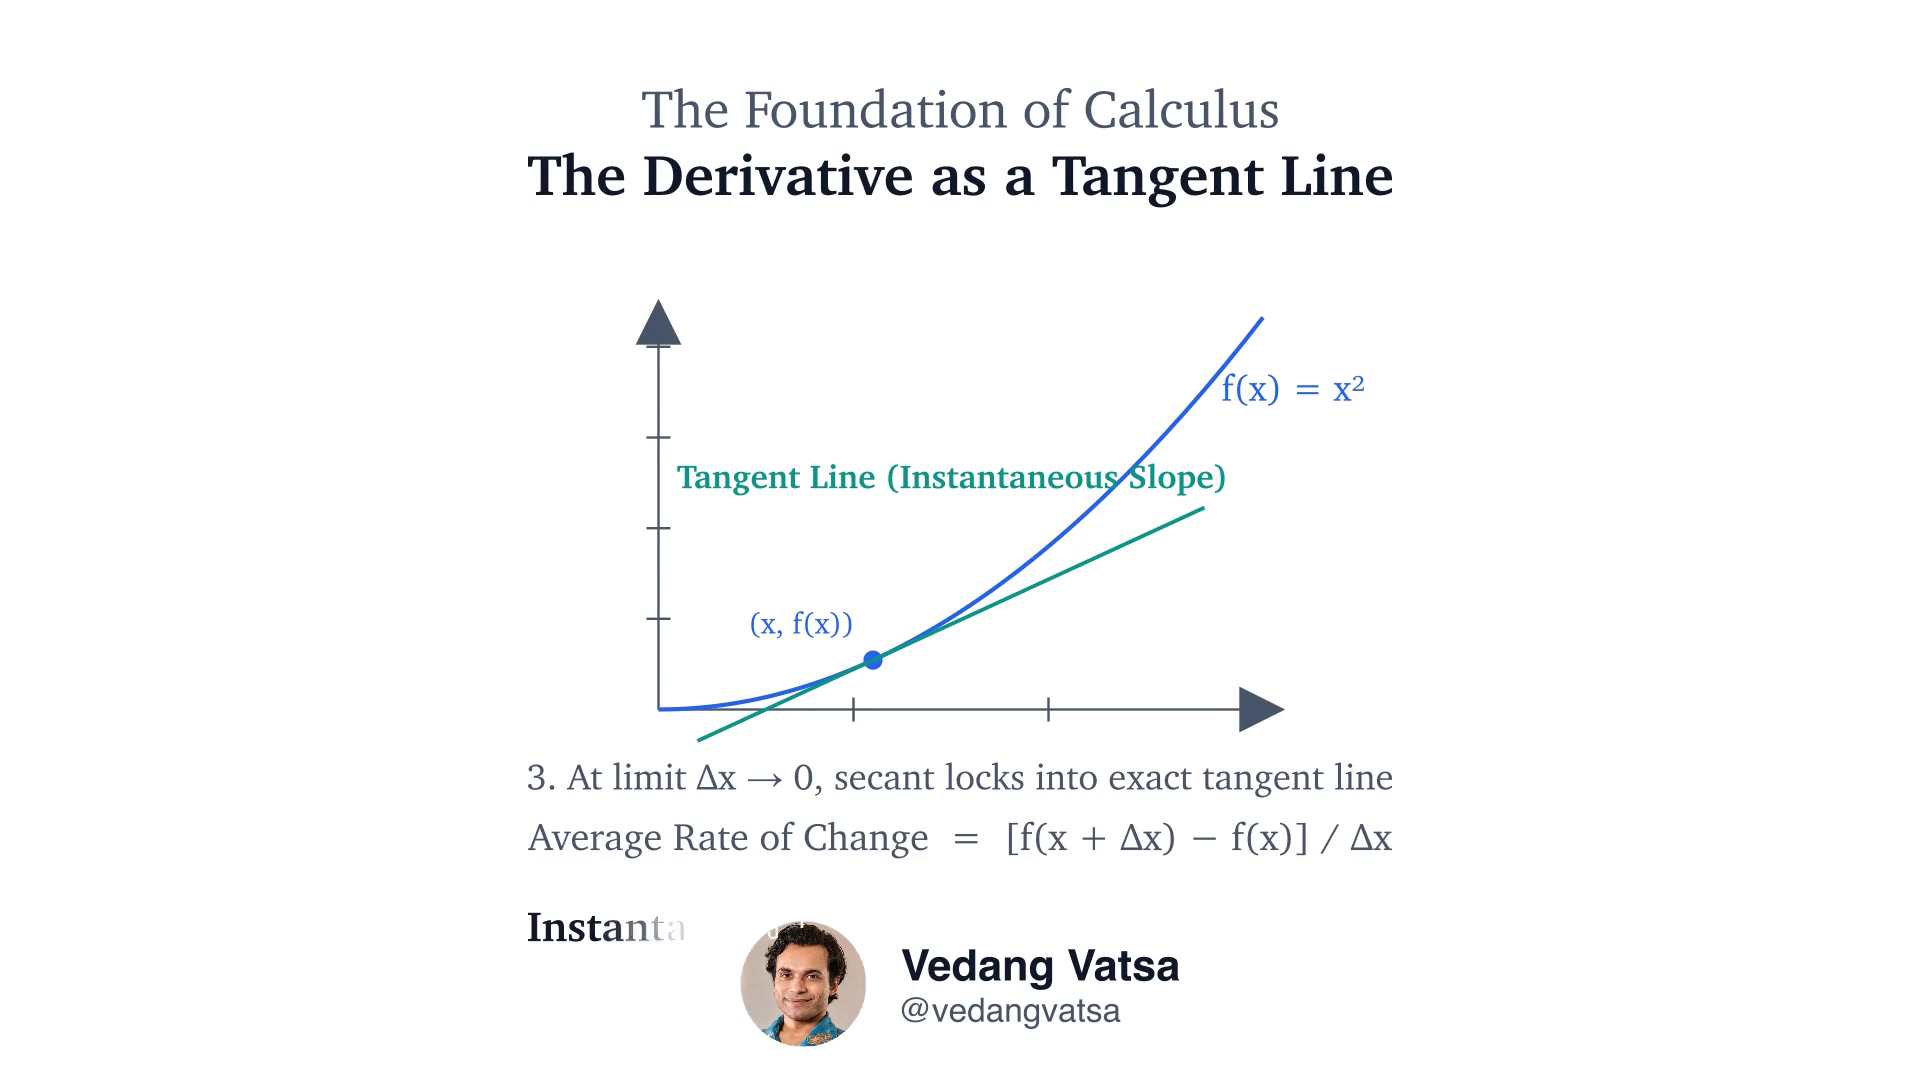 The Foundation of Calculus
The Derivative as a Tangent Line
f(x) = x²
Tangent Line (Instantaneous Slope)
(x, f(x))
3. At limit Δx → 0, secant locks into exact tangent line
Average Rate of Change = [f(x + Δx) − f(x)] / Δx
Instanta
Vedang Vatsa
@vedangvatsa